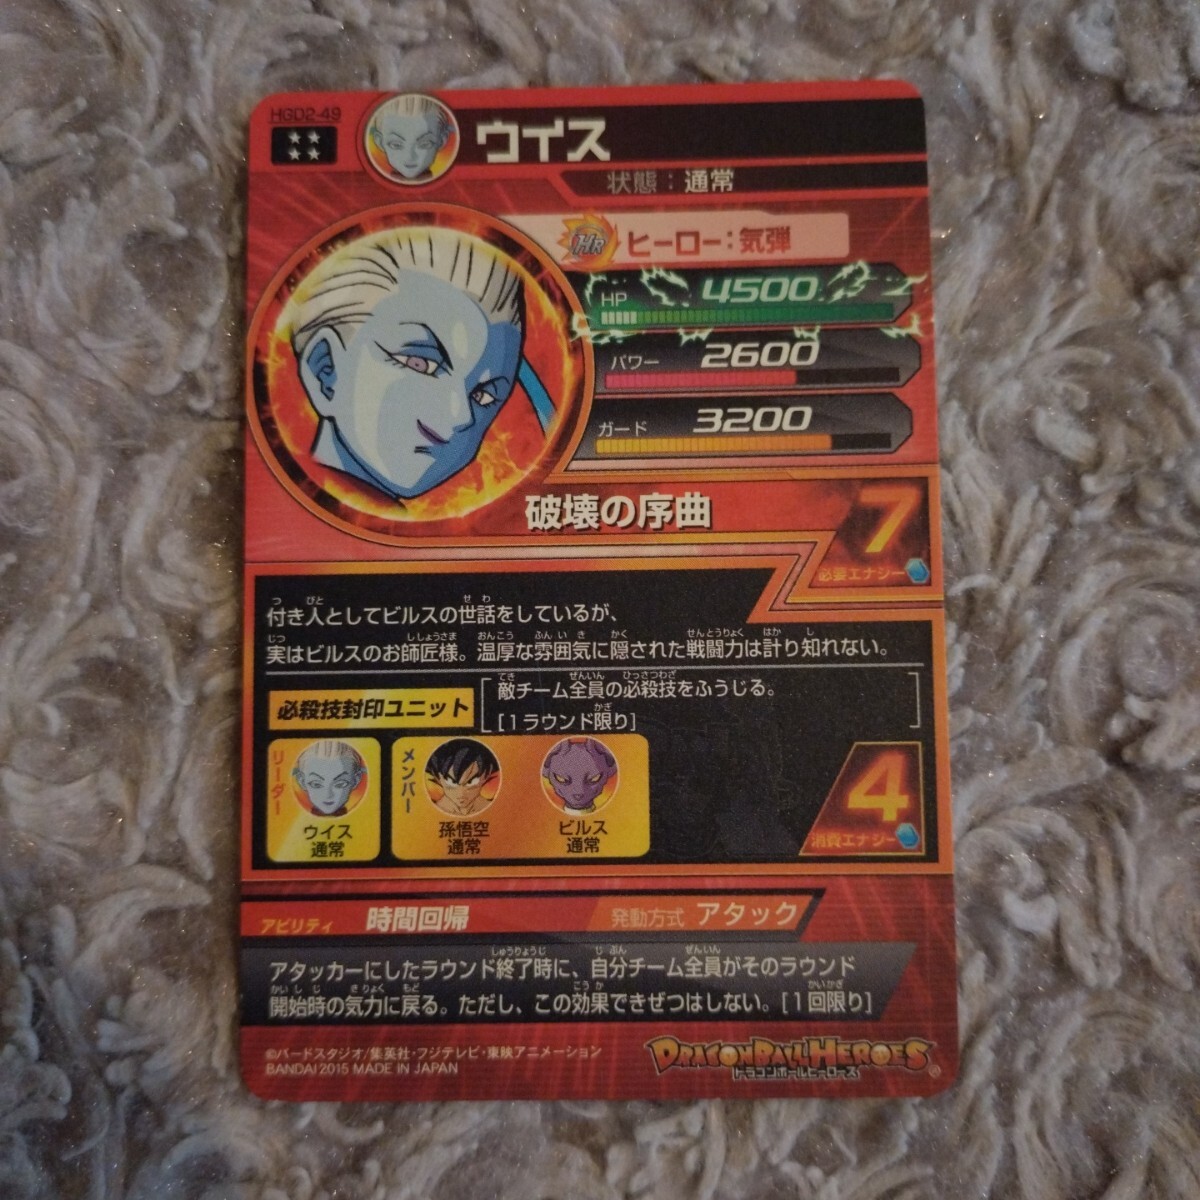 HGD2-49
ウイス
状態：通常
HR ヒーロー：気弾
HP 4500
パワー 2600
ガード 3200
破壊の序曲
7
必要エナジー
付き人としてビルスの世話をしているが、
実はビルスのお師匠様。温厚な雰囲気に隠された戦闘力は計り知れない。
必殺技封印ユニット
敵チーム全員の必殺技をふうじる。
[1ラウンド限り]
リーダー
ウイス
通常
メンバー
孫悟空
通常
ビルス
通常
4
消費エナジー
アビリティ 時間回帰 発動方式 アタック
アタッカーにしたラウンド終了時に、自分チーム全員がそのラウンド
開始時の気力に戻る。ただし、この効果できぜつはしない。[1回限り]
©バードスタジオ/集英社・フジテレビ・東映アニメーション
BANDAI 2015 MADE IN JAPAN
DRAGONBALL HEROES
ドラゴンボールヒーローズ